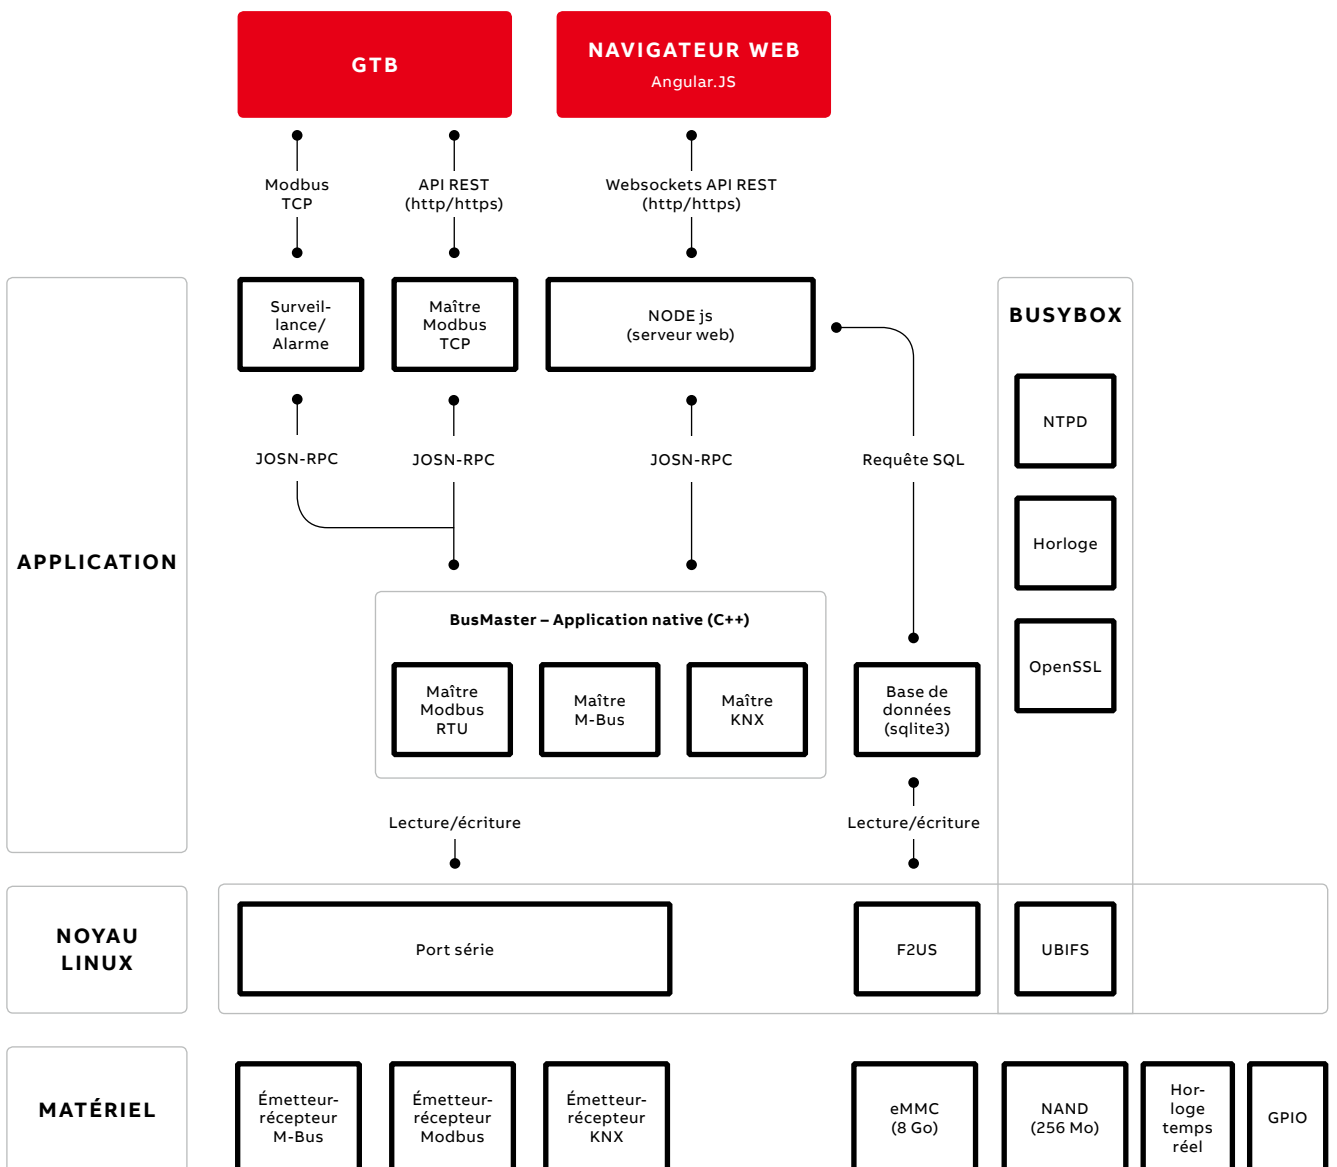 GTB
NAVIGATEUR WEB
Angular.JS
Modbus
TCP
API REST
(http/https)
Websockets API REST
(http/https)
Surveil-
lance/
Alarme
Maître
Modbus
TCP
NODE js
(serveur web)
BUSYBOX
NTPD
JOSN-RPC
JOSN-RPC
JOSN-RPC
Requête SQL
Horloge
APPLICATION
BusMaster – Application native (C++)
OpenSSL
Maître
Modbus
RTU
Maître
M-Bus
Maître
KNX
Base de
données
(sqlite3)
Lecture/écriture
Lecture/écriture
NOYAU
LINUX
Port série
F2US
UBIFS
MATÉRIEL
Émetteur-
récepteur
M-Bus
Émetteur-
récepteur
Modbus
Émetteur-
récepteur
KNX
eMMC
(8 Go)
NAND
(256 Mo)
Hor-
loge
temps
réel
GPIO